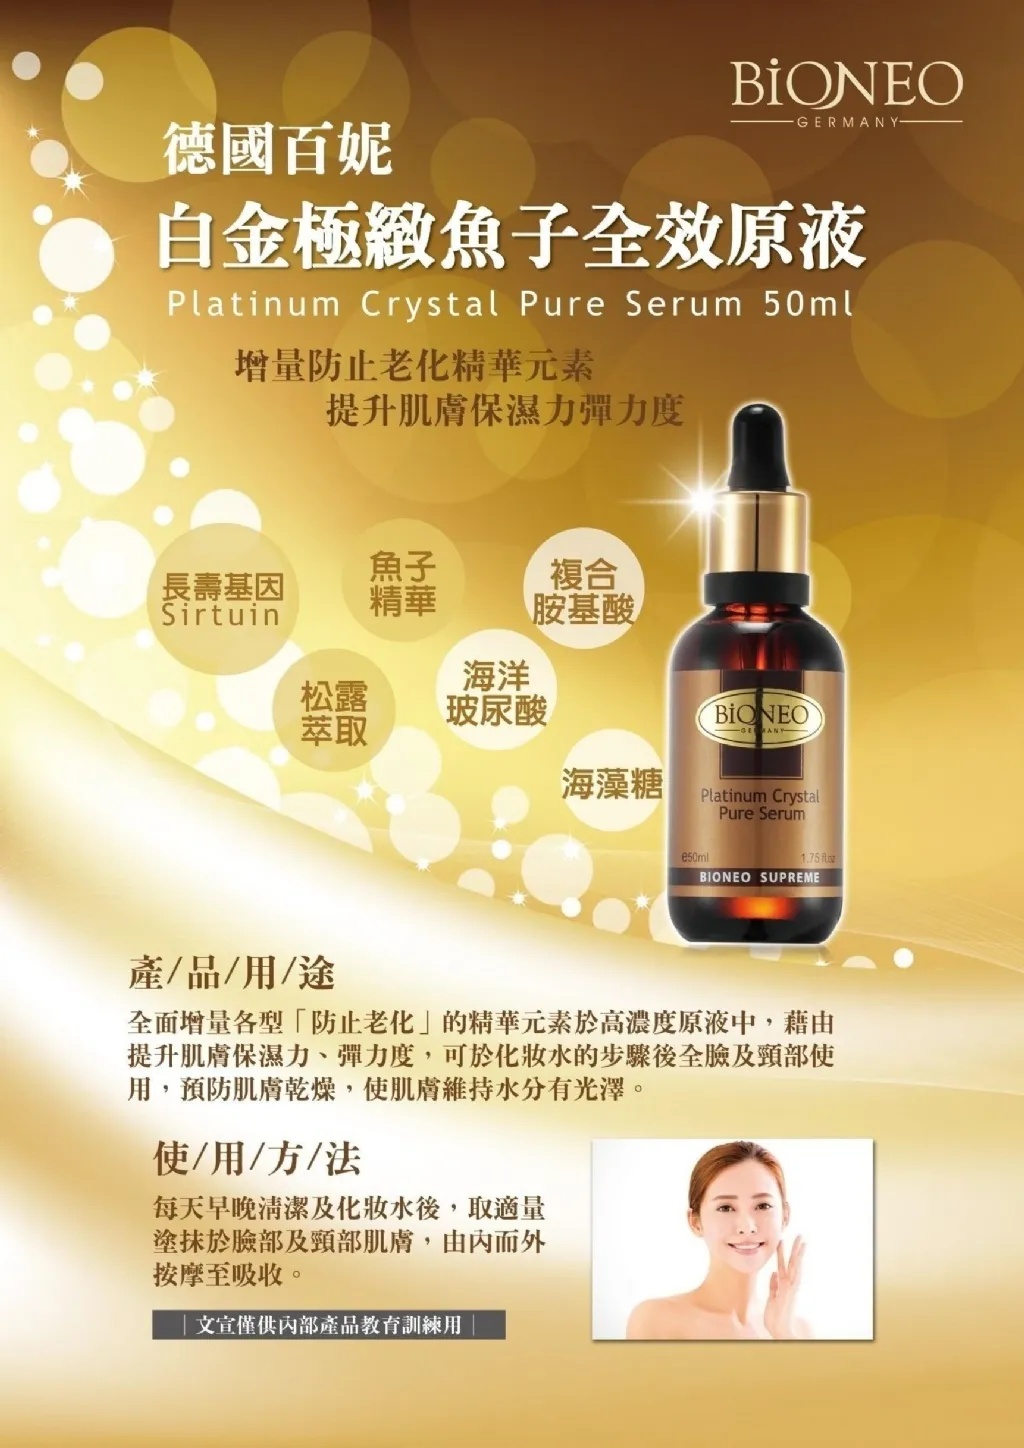 BiONEO
GERMANY
德國百妮
白金極緻魚子全效原液
Platinum Crystal Pure Serum 50ml
增量防止老化精華元素
提升肌膚保濕力彈力度
長壽基因
Sirtuin
魚子
精華
複合
胺基酸
松露
萃取
海洋
玻尿酸
海藻糖
BiONEO
GERMANY
Platinum Crystal
Pure Serum
℮50ml 1.75 fl.oz
BIONEO SUPREME
產/品/用/途
全面增量各型「防止老化」的精華元素於高濃度原液中，藉由
提升肌膚保濕力、彈力度，可於化妝水的步驟後全臉及頸部使
用，預防肌膚乾燥，使肌膚維持水分有光澤。
使/用/方/法
每天早晚清潔及化妝水後，取適量
塗抹於臉部及頸部肌膚，由內而外
按摩至吸收。
｜文宣僅供內部產品教育訓練用｜